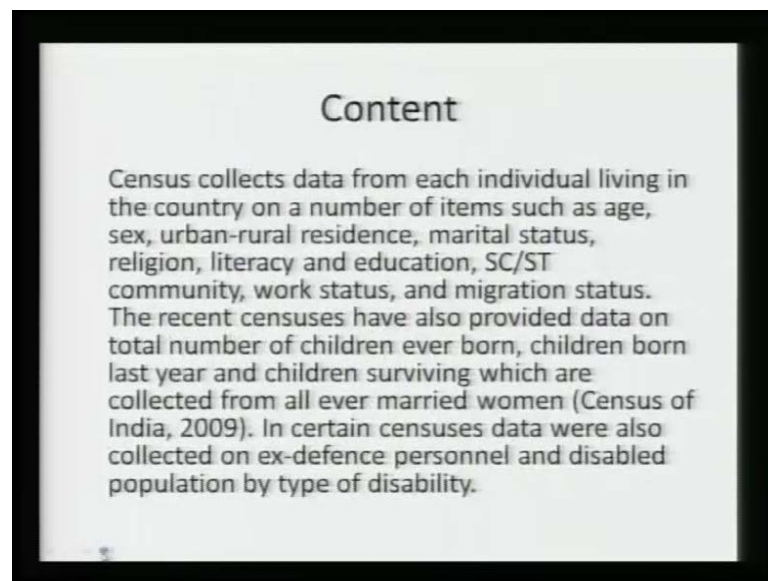 Content
Census collects data from each individual living in
the country on a number of items such as age,
sex, urban-rural residence, marital status,
religion, literacy and education, SC/ST
community, work status, and migration status.
The recent censuses have also provided data on
total number of children ever born, children born
last year and children surviving which are
collected from all ever married women (Census of
India, 2009). In certain censuses data were also
collected on ex-defence personnel and disabled
population by type of disability.